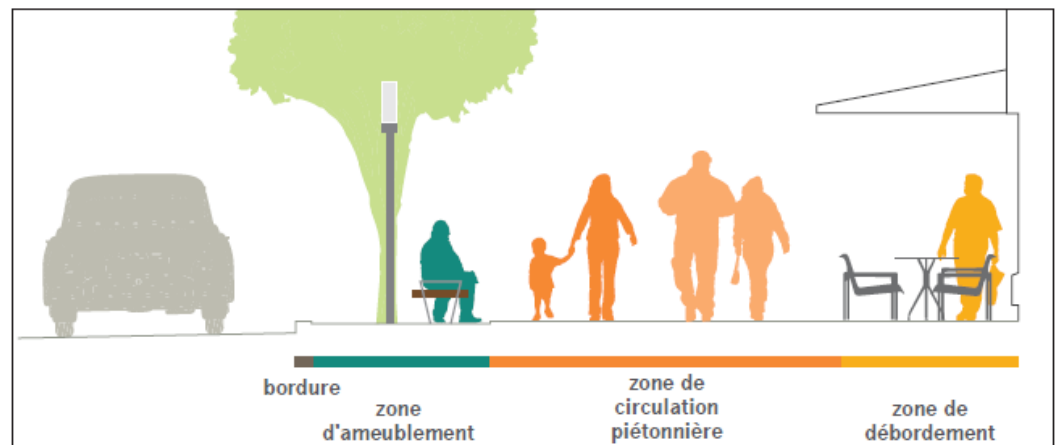 bordure
zone
d'ameublement
zone de
circulation
piétonnière
zone de
débordement